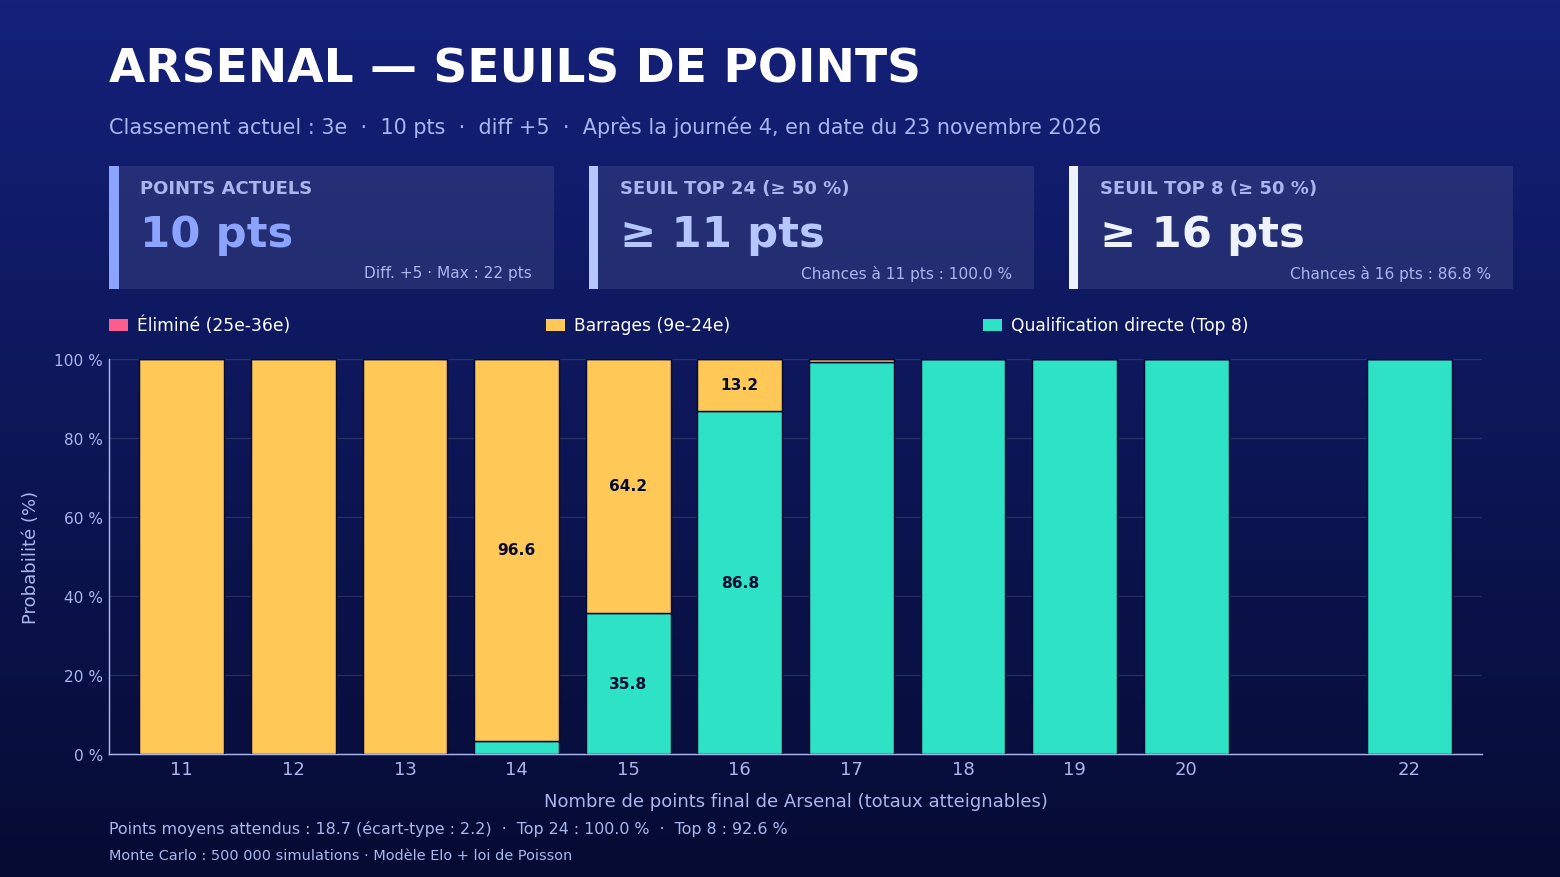 ARSENAL — SEUILS DE POINTS
Classement actuel : 3e · 10 pts · diff +5 · Après la journée 4, en date du 23 novembre 2026
POINTS ACTUELS
10 pts
Diff. +5 · Max : 22 pts
SEUIL TOP 24 (≥ 50 %)
≥ 11 pts
Chances à 11 pts : 100.0 %
SEUIL TOP 8 (≥ 50 %)
≥ 16 pts
Chances à 16 pts : 86.8 %
Éliminé (25e-36e)
Barrages (9e-24e)
Qualification directe (Top 8)
Probabilité (%)
100 %
80 %
60 %
40 %
20 %
0 %
96.6
64.2
35.8
13.2
86.8
11 12 13 14 15 16 17 18 19 20 22
Nombre de points final de Arsenal (totaux atteignables)
Points moyens attendus : 18.7 (écart-type : 2.2) · Top 24 : 100.0 % · Top 8 : 92.6 %
Monte Carlo : 500 000 simulations · Modèle Elo + loi de Poisson